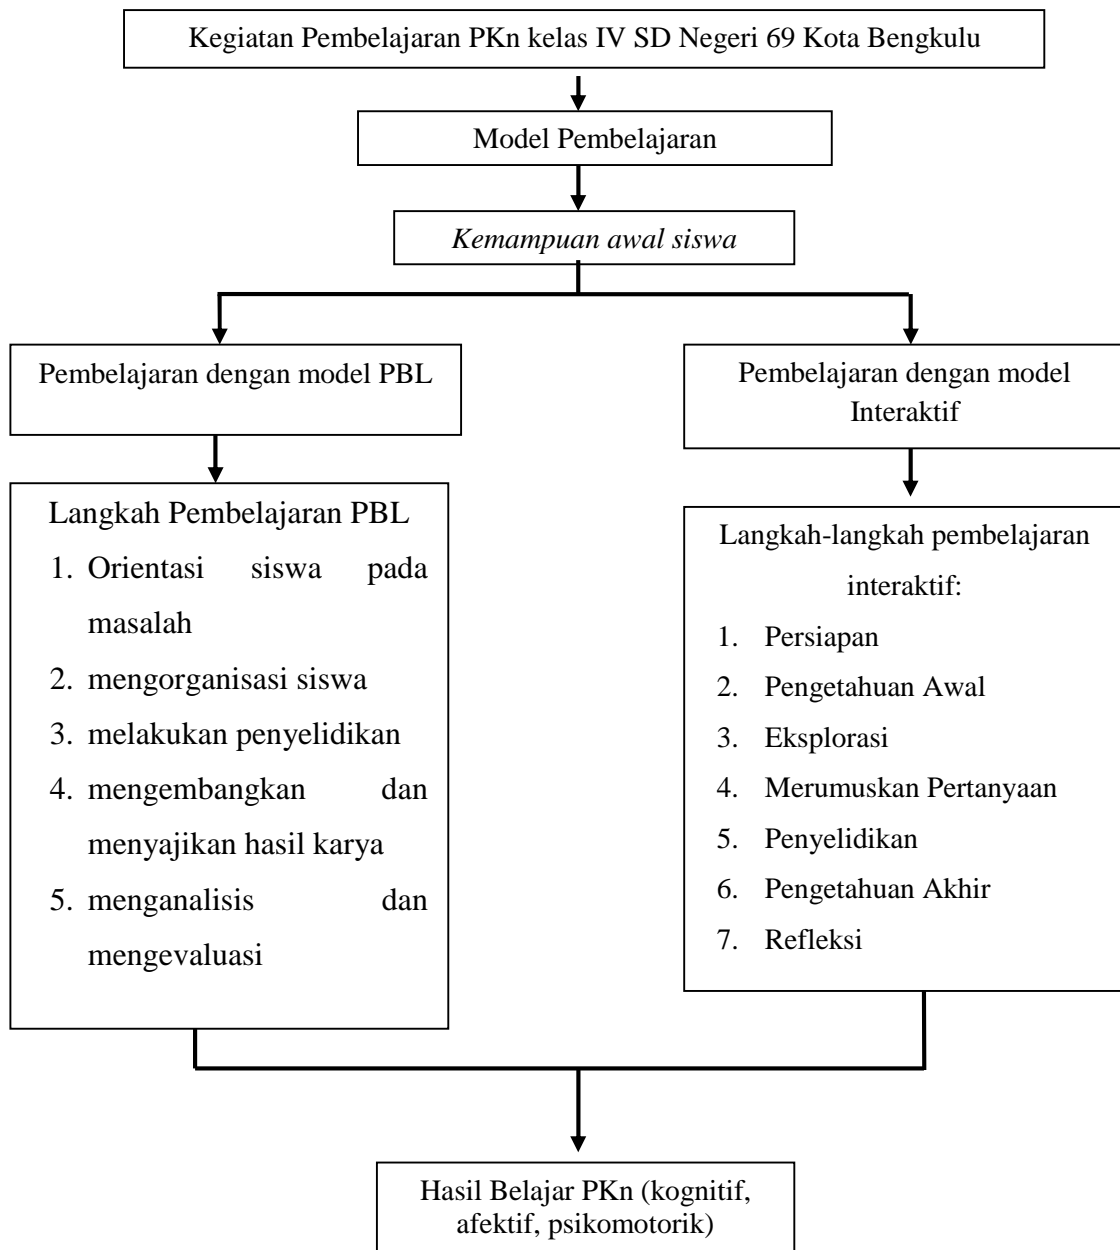 Kegiatan Pembelajaran PKn kelas IV SD Negeri 69 Kota Bengkulu
Model Pembelajaran
Kemampuan awal siswa
Pembelajaran dengan model PBL
Pembelajaran dengan model
Interaktif
Langkah Pembelajaran PBL
1. Orientasi siswa pada
masalah
2. mengorganisasi siswa
3. melakukan penyelidikan
4. mengembangkan dan
menyajikan hasil karya
5. menganalisis dan
mengevaluasi
Langkah-langkah pembelajaran
interaktif:
1. Persiapan
2. Pengetahuan Awal
3. Eksplorasi
4. Merumuskan Pertanyaan
5. Penyelidikan
6. Pengetahuan Akhir
7. Refleksi
Hasil Belajar PKn (kognitif,
afektif, psikomotorik)